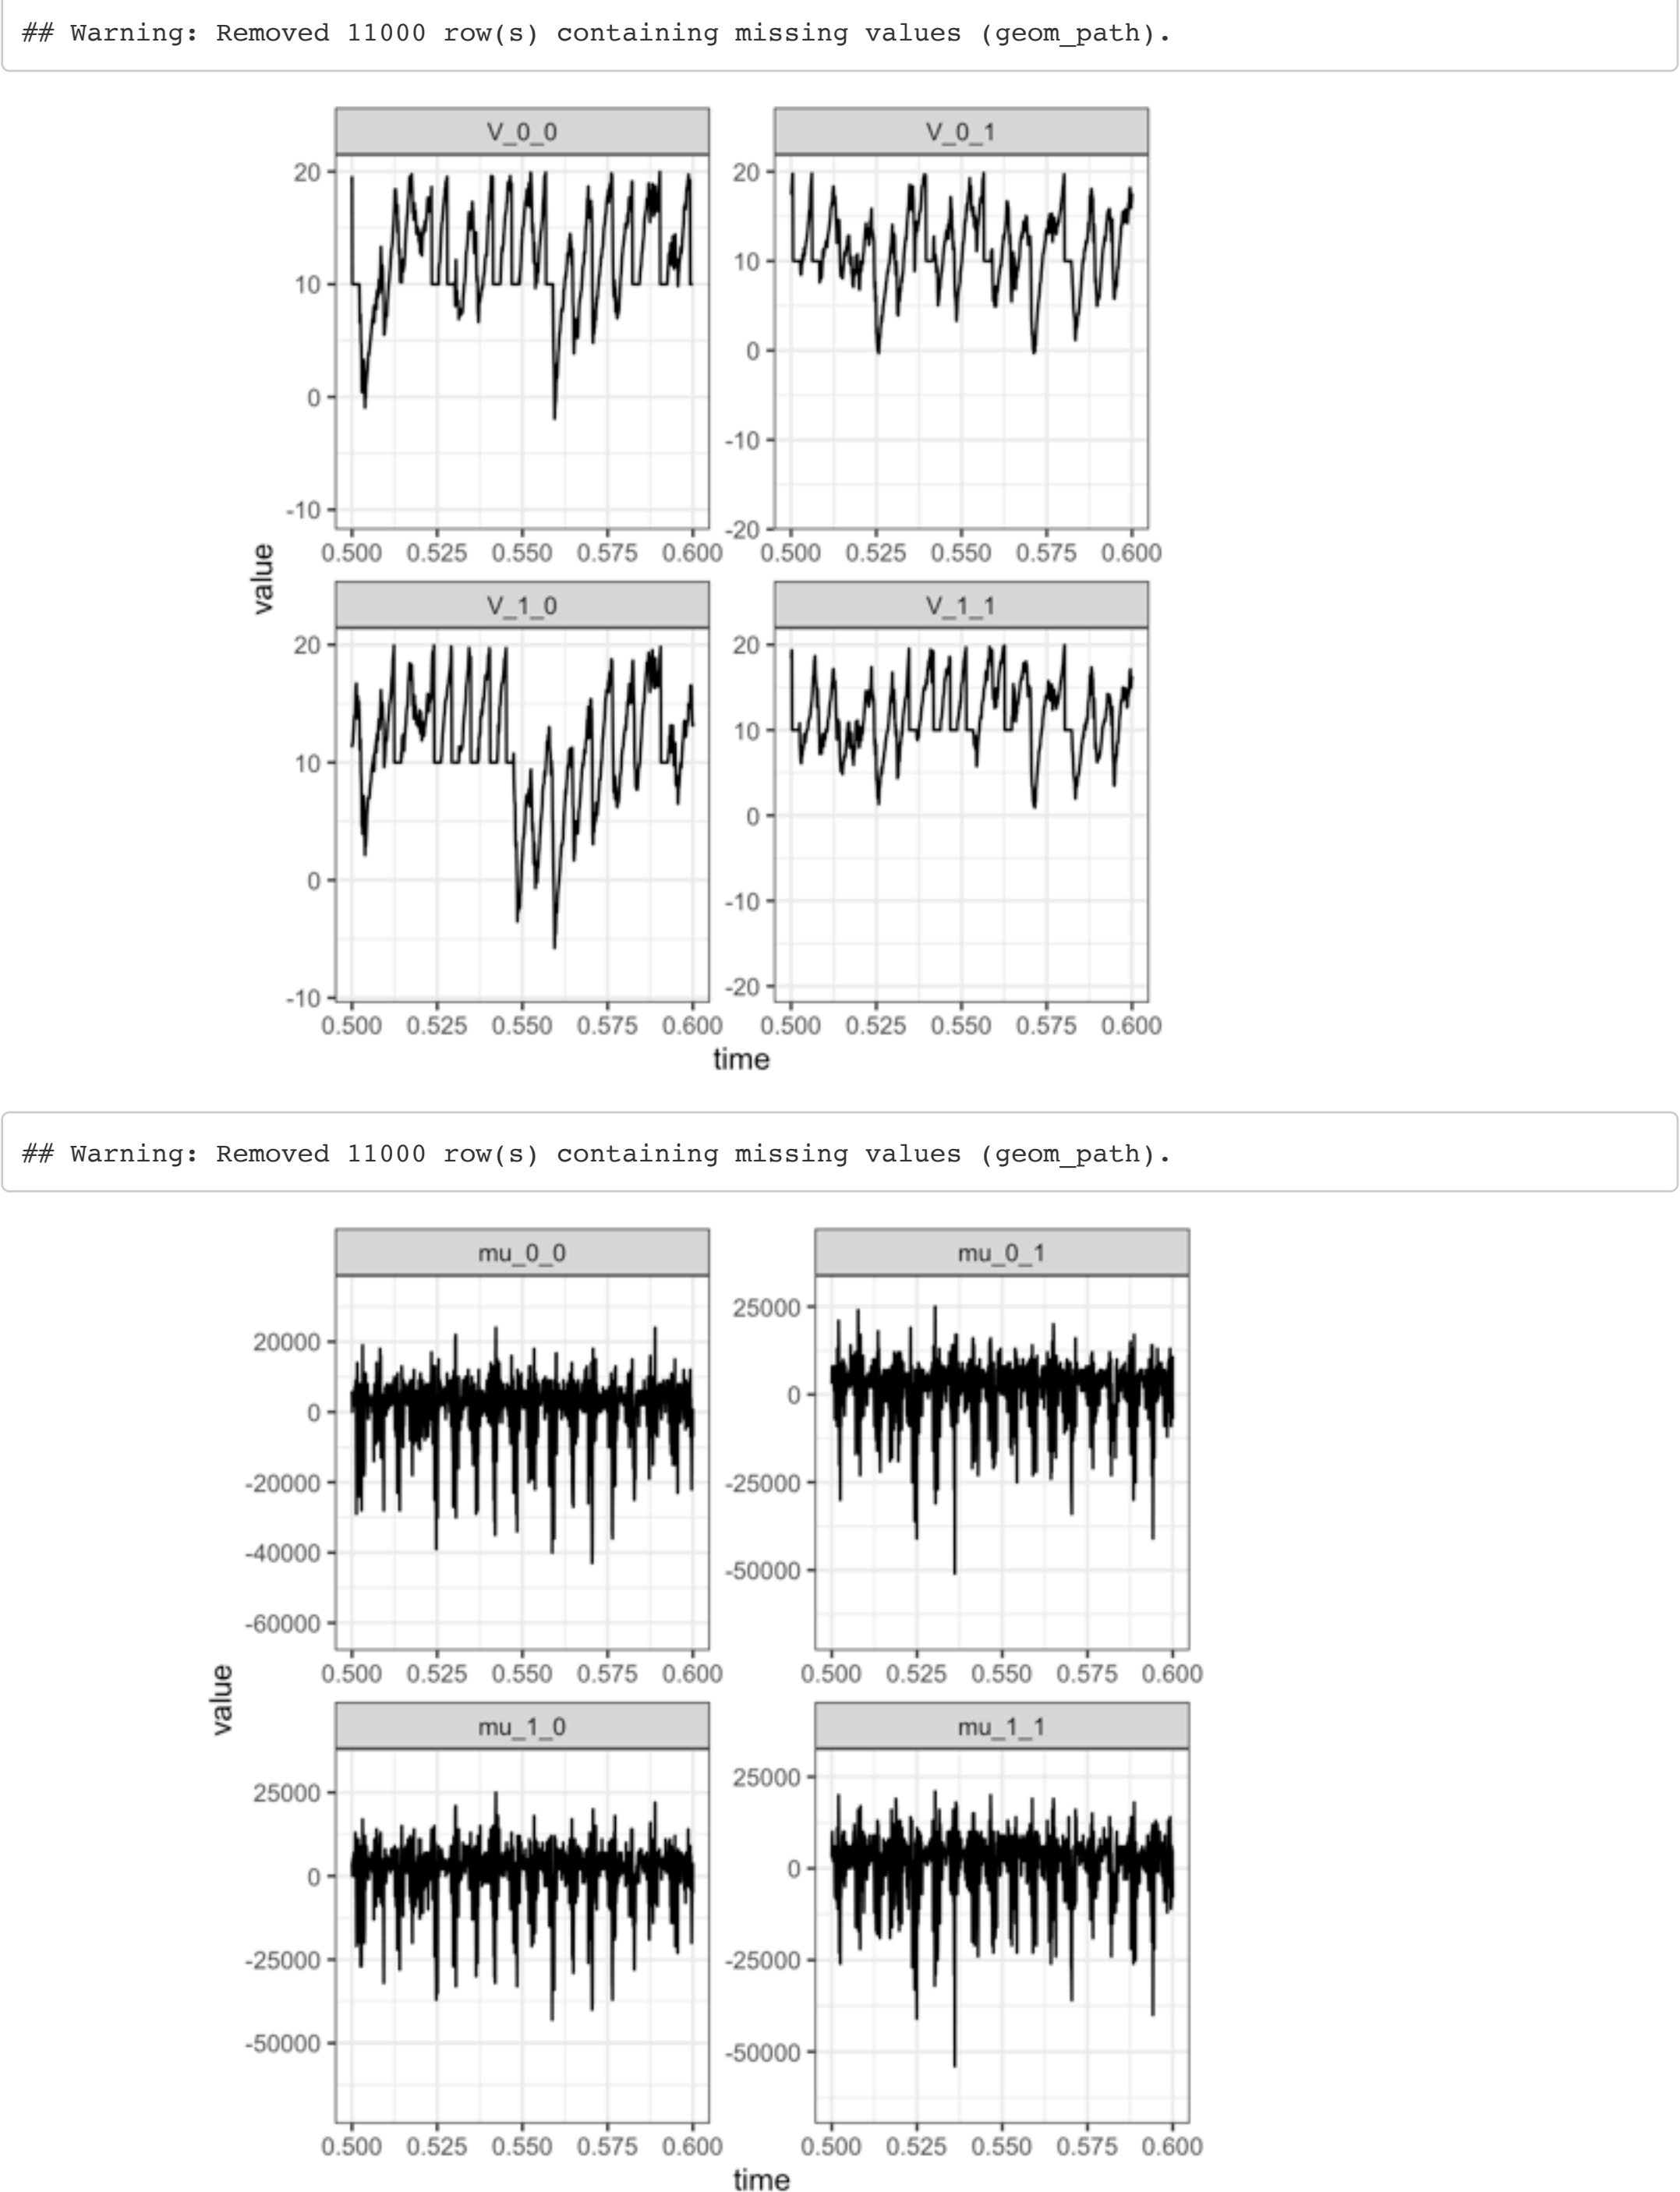 ## Warning: Removed 11000 row(s) containing missing values (geom_path).
V_0_0 V_0_1
20 20
10 10
0 0
-10 -10
-20
0.500 0.525 0.550 0.575 0.600 0.500 0.525 0.550 0.575 0.600
value
V_1_0 V_1_1
20 20
10 10
0 0
-10 -10
-20
0.500 0.525 0.550 0.575 0.600 0.500 0.525 0.550 0.575 0.600
time
## Warning: Removed 11000 row(s) containing missing values (geom_path).
mu_0_0 mu_0_1
20000 25000
0 0
-20000 -25000
-40000 -50000
-60000
0.500 0.525 0.550 0.575 0.600 0.500 0.525 0.550 0.575 0.600
value
mu_1_0 mu_1_1
25000 25000
0 0
-25000 -25000
-50000 -50000
0.500 0.525 0.550 0.575 0.600 0.500 0.525 0.550 0.575 0.600
time